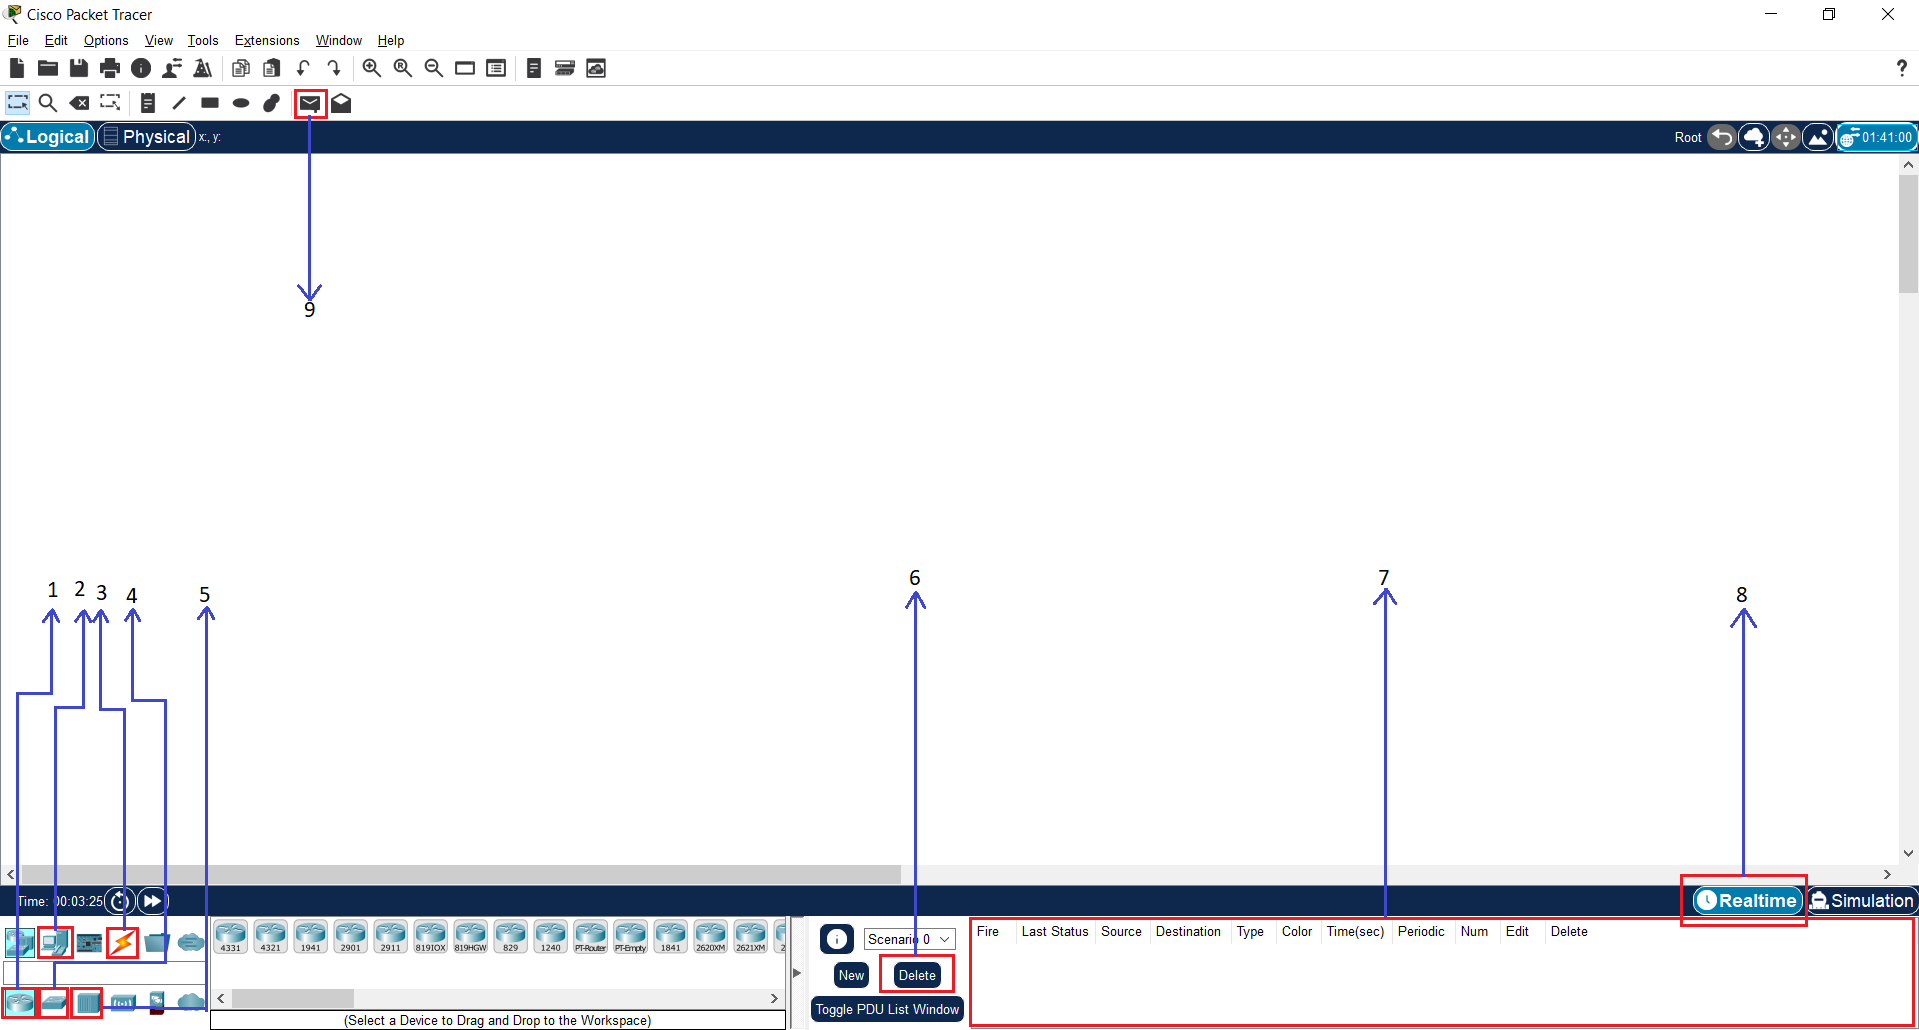 Cisco Packet Tracer
File Edit Options View Tools Extensions Window Help
?
Logical Physical x:, y: Root 01:41:00
9
1 2 3 4 5 6 7 8
Time: 00:03:25 Realtime Simulation
4331 4321 1941 2901 2911 819IOX 819HGW 829 1240 PT-Router PT-Empty 1841 2620XM 2621XM 2
Scenario 0 Fire Last Status Source Destination Type Color Time(sec) Periodic Num Edit Delete
New Delete
Toggle PDU List Window
(Select a Device to Drag and Drop to the Workspace)